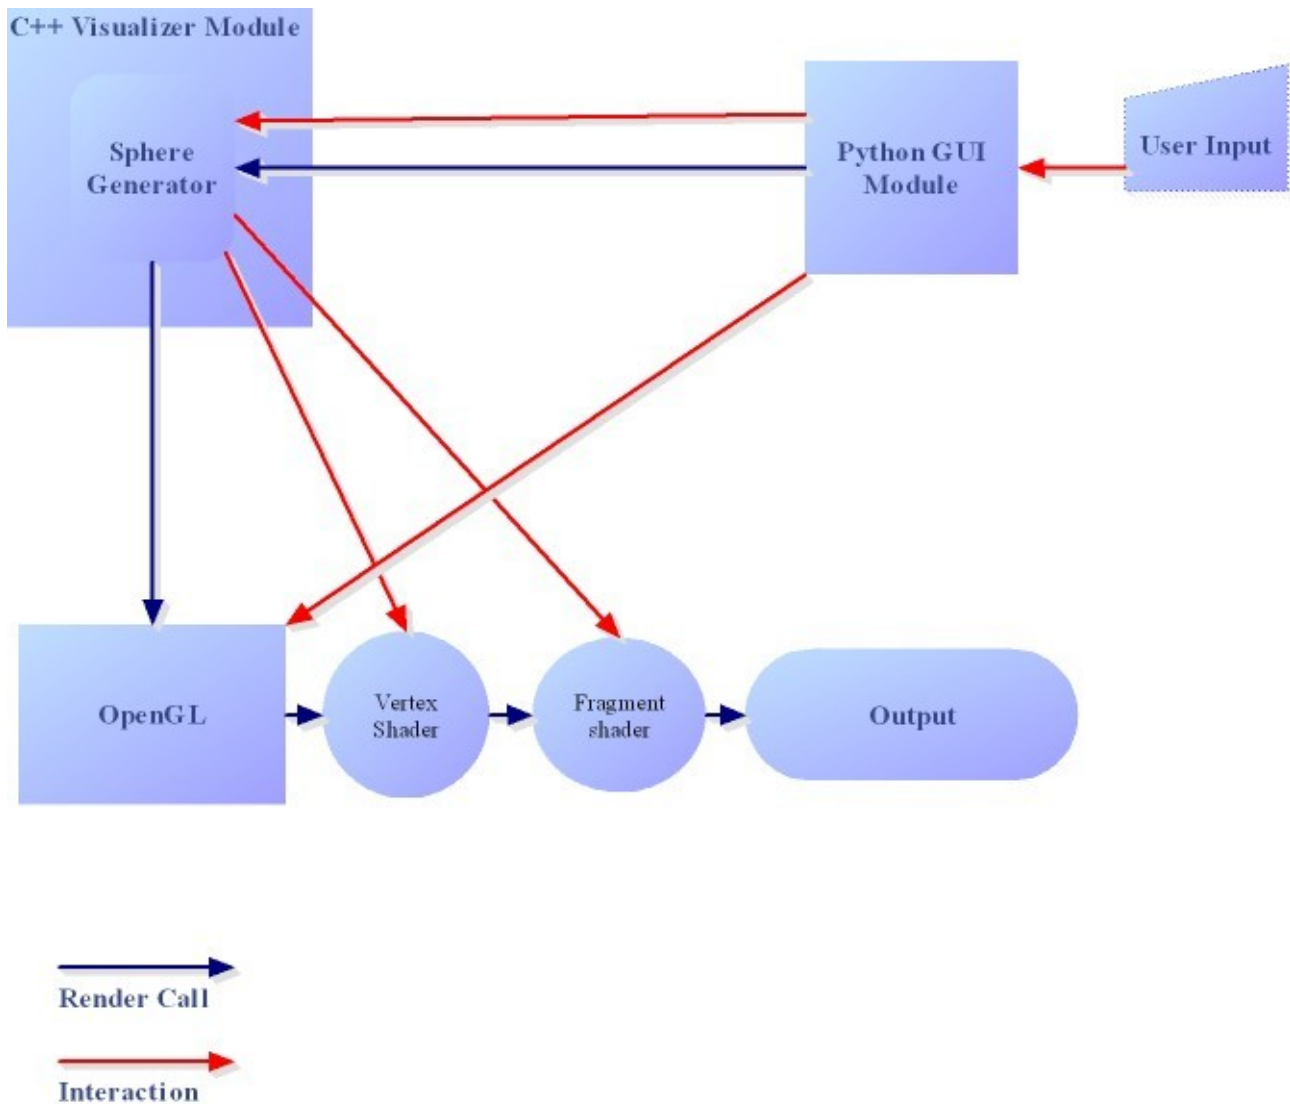 C++ Visualizer Module
Sphere
Generator
Python GUI
Module
User Input
OpenGL
Vertex
Shader
Fragment
shader
Output
Render Call
Interaction